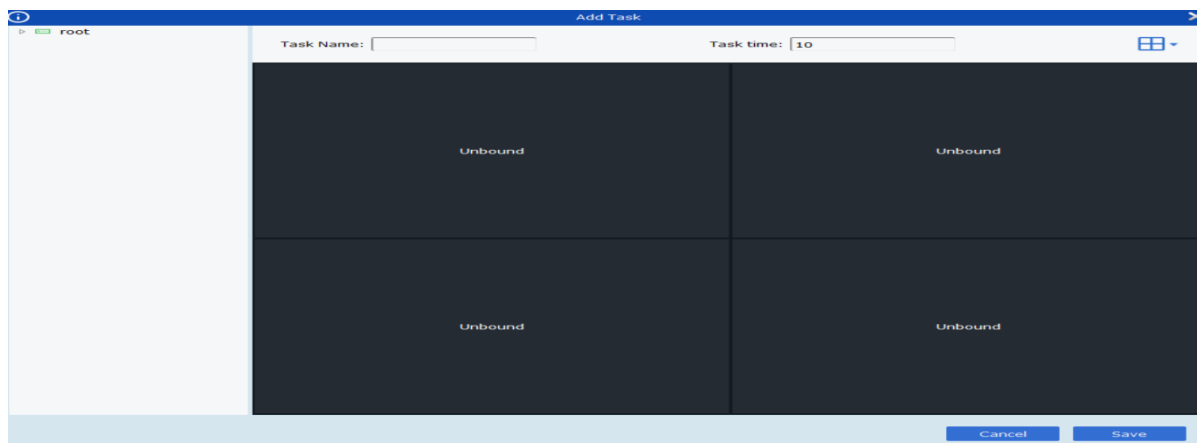 Add Task
root
Task Name:
Task time: 10
Unbound
Unbound
Unbound
Unbound
Cancel
Save